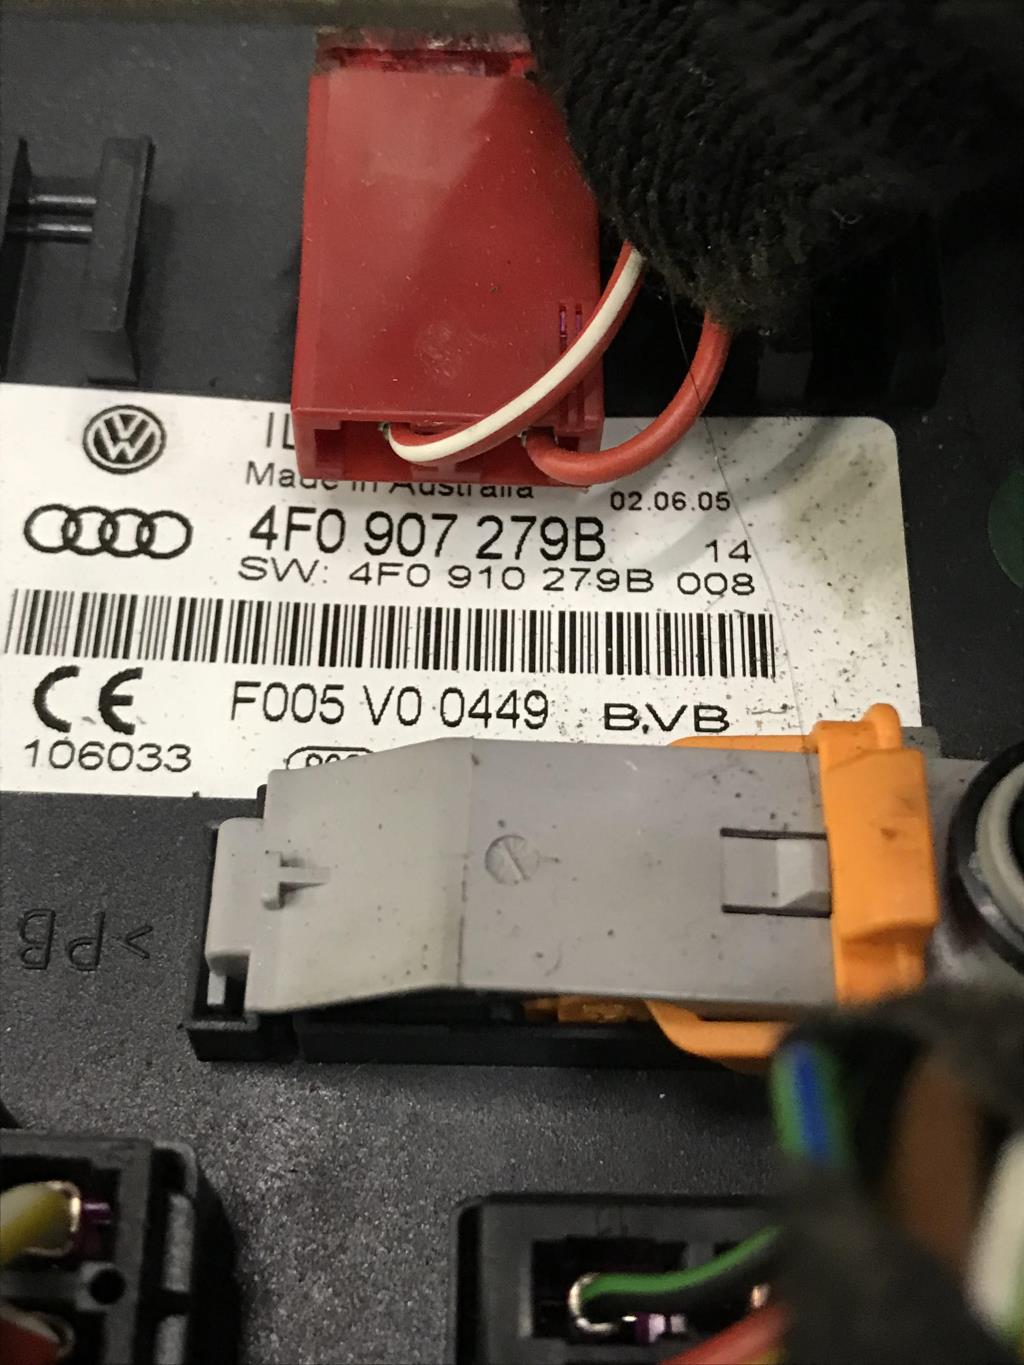 IL
Made in Australia
02.06.05
4F0 907 279B 14
SW: 4F0 910 279B 008
CE F005 V0 0449 B.VB
106033
>PB